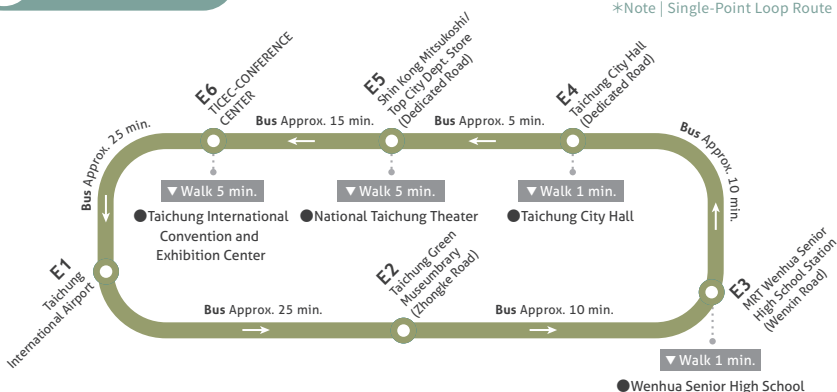 *Note | Single-Point Loop Route
E6
TICEC-CONFERENCE
CENTER
E5
Shin Kong Mitsukoshi/
Top City Dept. Store
(Dedicated Road)
E4
Taichung City Hall
(Dedicated Road)
Bus Approx. 25 min.
Bus Approx. 15 min.
Bus Approx. 5 min.
Bus Approx. 10 min.
▼ Walk 5 min.
●Taichung International
Convention and
Exhibition Center
▼ Walk 5 min.
●National Taichung Theater
▼ Walk 1 min.
●Taichung City Hall
E1
Taichung
International Airport
Bus Approx. 25 min.
E2
Taichung Green
Museumbrary
(Zhongke Road)
Bus Approx. 10 min.
E3
MRT Wenhua Senior
High School Station
(Wenxin Road)
▼ Walk 1 min.
●Wenhua Senior High School